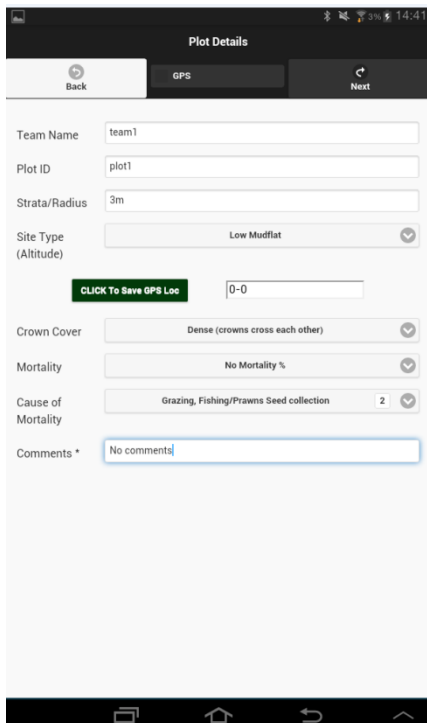 3% 14:41
Plot Details
Back GPS Next
Team Name team1
Plot ID plot1
Strata/Radius 3m
Site Type
(Altitude) Low Mudflat
CLICK To Save GPS Loc 0-0
Crown Cover Dense (crowns cross each other)
Mortality No Mortality %
Cause of
Mortality Grazing, Fishing/Prawns Seed collection 2
Comments * No comments